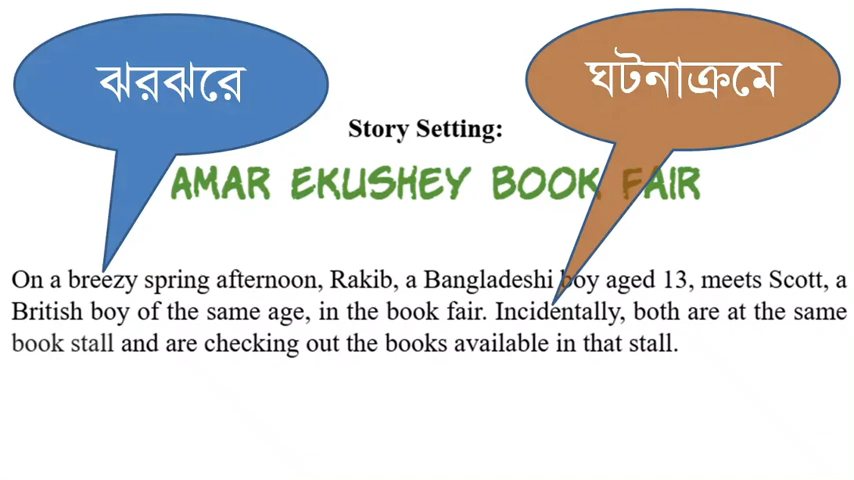 ঝরঝরে
ঘটনাক্রমে
Story Setting:
AMAR EKUSHEY BOOK FAIR
On a breezy spring afternoon, Rakib, a Bangladeshi boy aged 13, meets Scott, a
British boy of the same age, in the book fair. Incidentally, both are at the same
book stall and are checking out the books available in that stall.